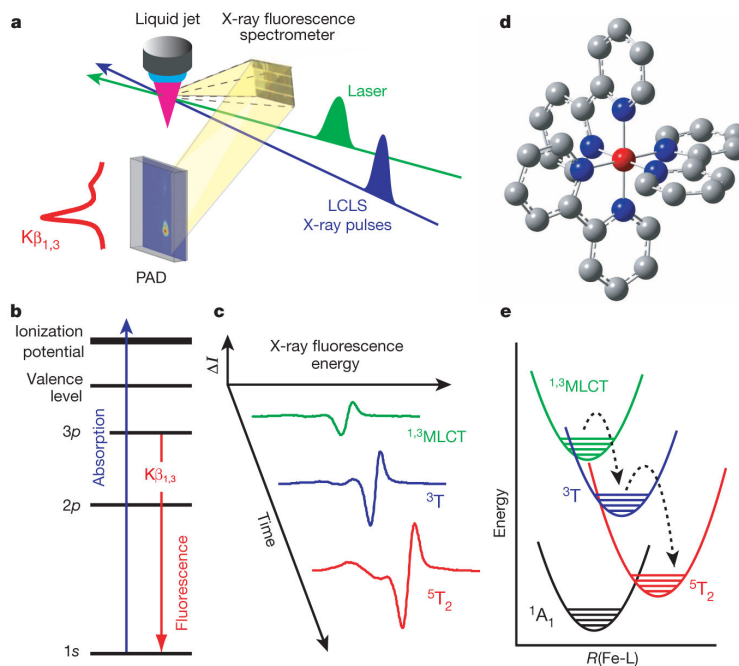 a
Liquid jet
X-ray fluorescence
spectrometer
Laser
LCLS
X-ray pulses
Kβ1,3
PAD
d
b
Ionization
potential
Valence
level
3p
2p
1s
Absorption
Kβ1,3
Fluorescence
c
ΔI
X-ray fluorescence
energy
1,3MLCT
3T
5T2
Time
e
Energy
1,3MLCT
3T
5T2
1A1
R(Fe-L)